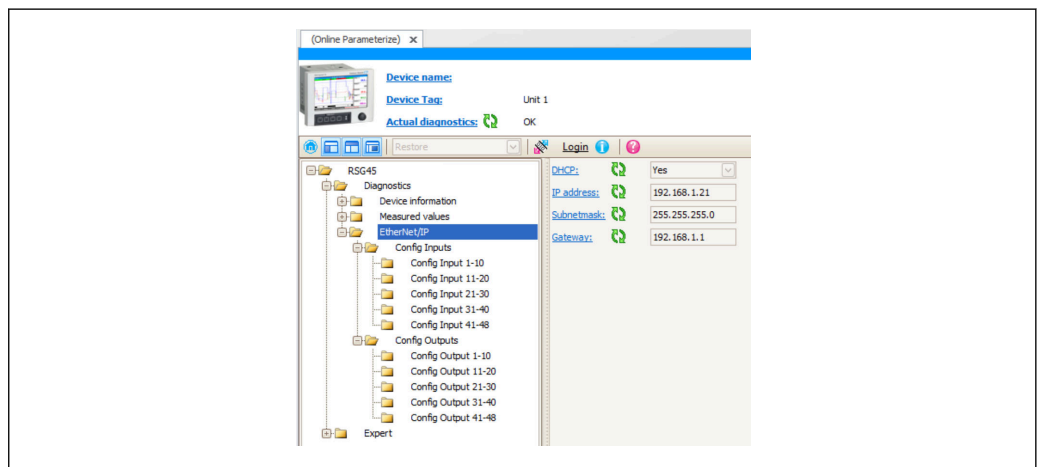 (Online Parameterize) x
Device name:
Device Tag: Unit 1
Actual diagnostics: OK
Restore Login
RSG45
Diagnostics
Device information
Measured values
EtherNet/IP
Config Inputs
Config Input 1-10
Config Input 11-20
Config Input 21-30
Config Input 31-40
Config Input 41-48
Config Outputs
Config Output 1-10
Config Output 11-20
Config Output 21-30
Config Output 31-40
Config Output 41-48
Expert
DHCP: Yes
IP address: 192.168.1.21
Subnetmask: 255.255.255.0
Gateway: 192.168.1.1